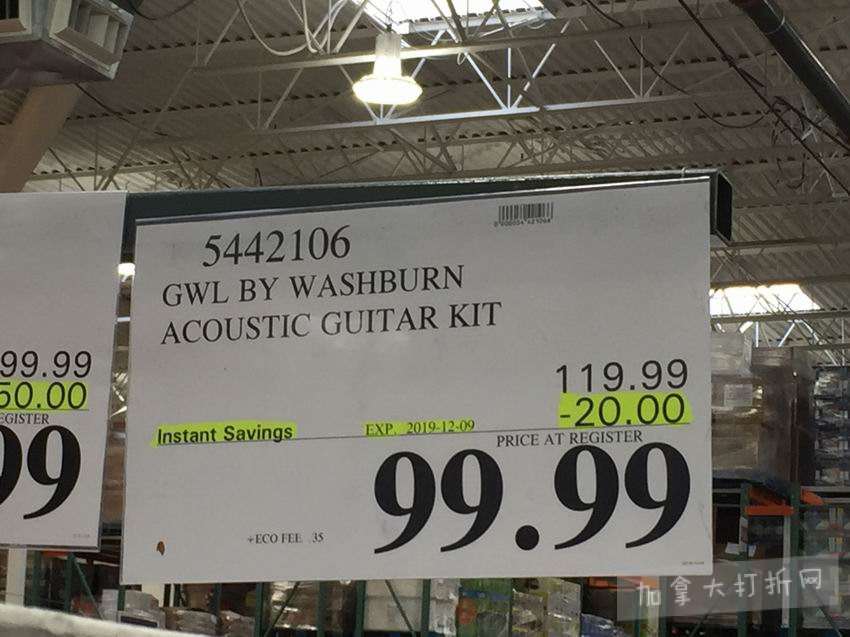 99.99
50.00
EGISTER
99
5442106
GWL BY WASHBURN
ACOUSTIC GUITAR KIT
119.99
-20.00
Instant Savings
EXP. 2019-12-09
PRICE AT REGISTER
99.99
+ECO FEE .35
加拿大打折网